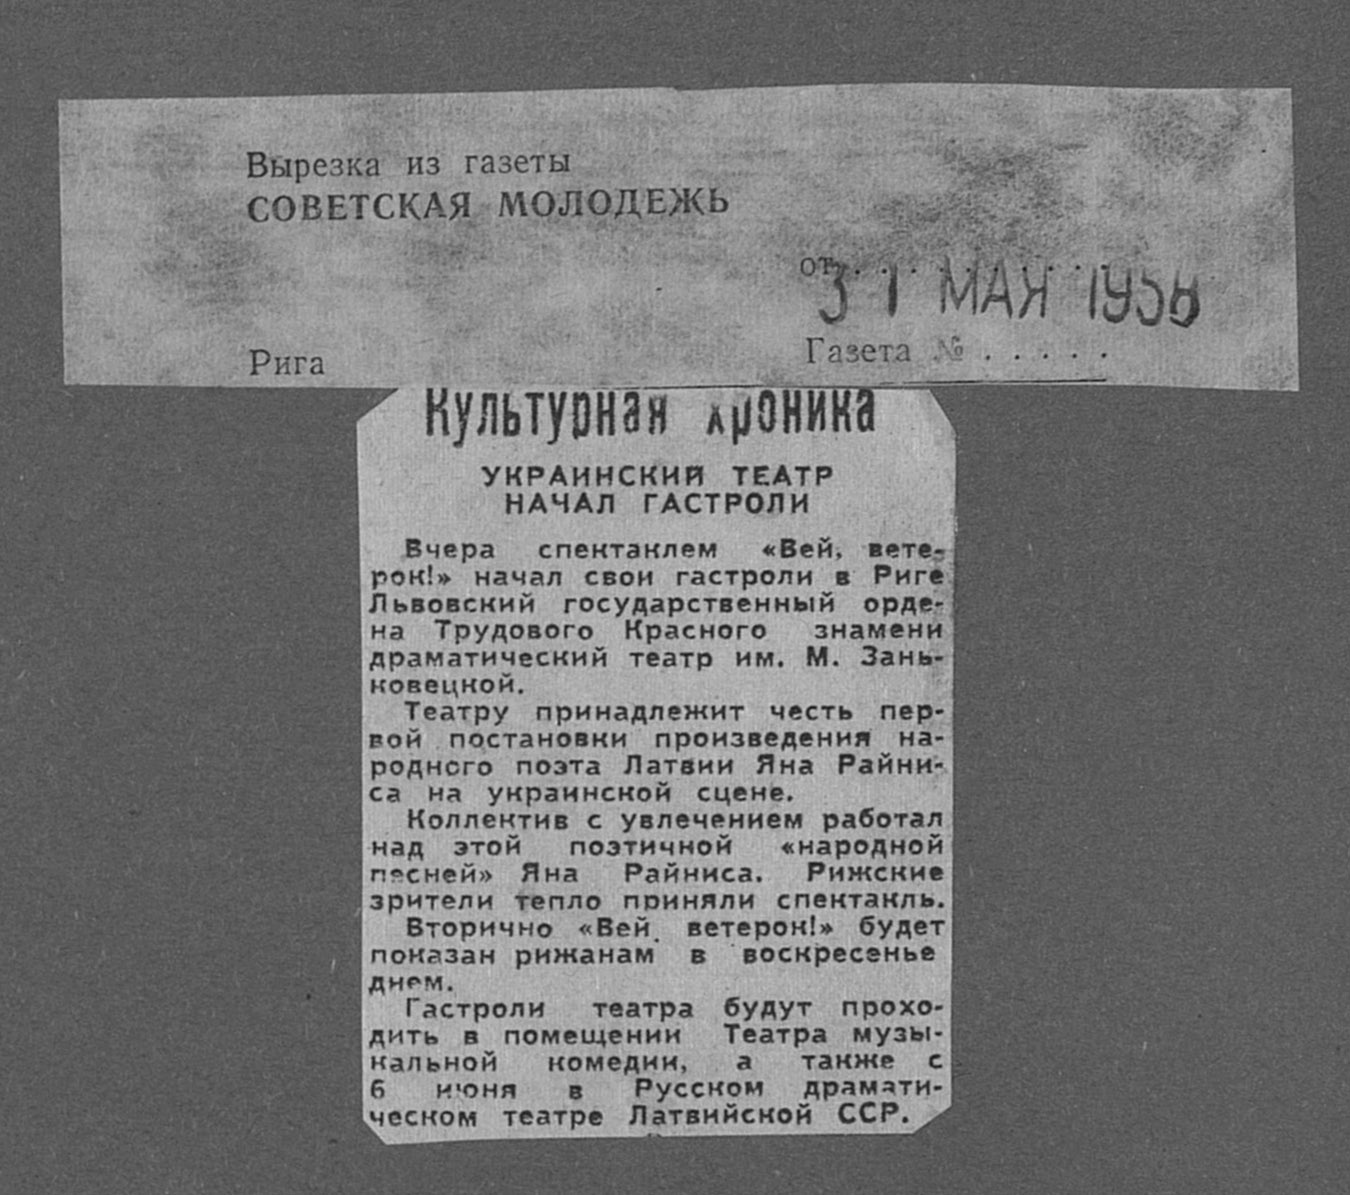 Вырезка из газеты
СОВЕТСКАЯ МОЛОДЕЖЬ
от . . . . . . . . . .
31 МАЯ 1956
Рига
Газета № . . . . .
Культурная хроника
УКРАИНСКИЙ ТЕАТР
НАЧАЛ ГАСТРОЛИ
Вчера спектаклем «Вей, вете-
рок!» начал свои гастроли в Риге
Львовский государственный орде-
на Трудового Красного знамени
драматический театр им. М. Зань-
ковецкой.
Театру принадлежит честь пер-
вой постановки произведения на-
родного поэта Латвии Яна Райни-
са на украинской сцене.
Коллектив с увлечением работал
над этой поэтичной «народной
песней» Яна Райниса. Рижские
зрители тепло приняли спектакль.
Вторично «Вей, ветерок!» будет
показан рижанам в воскресенье
днем.
Гастроли театра будут прохо-
дить в помещении Театра музы-
кальной комедии, а также с
6 июня в Русском драмати-
ческом театре Латвийской ССР.